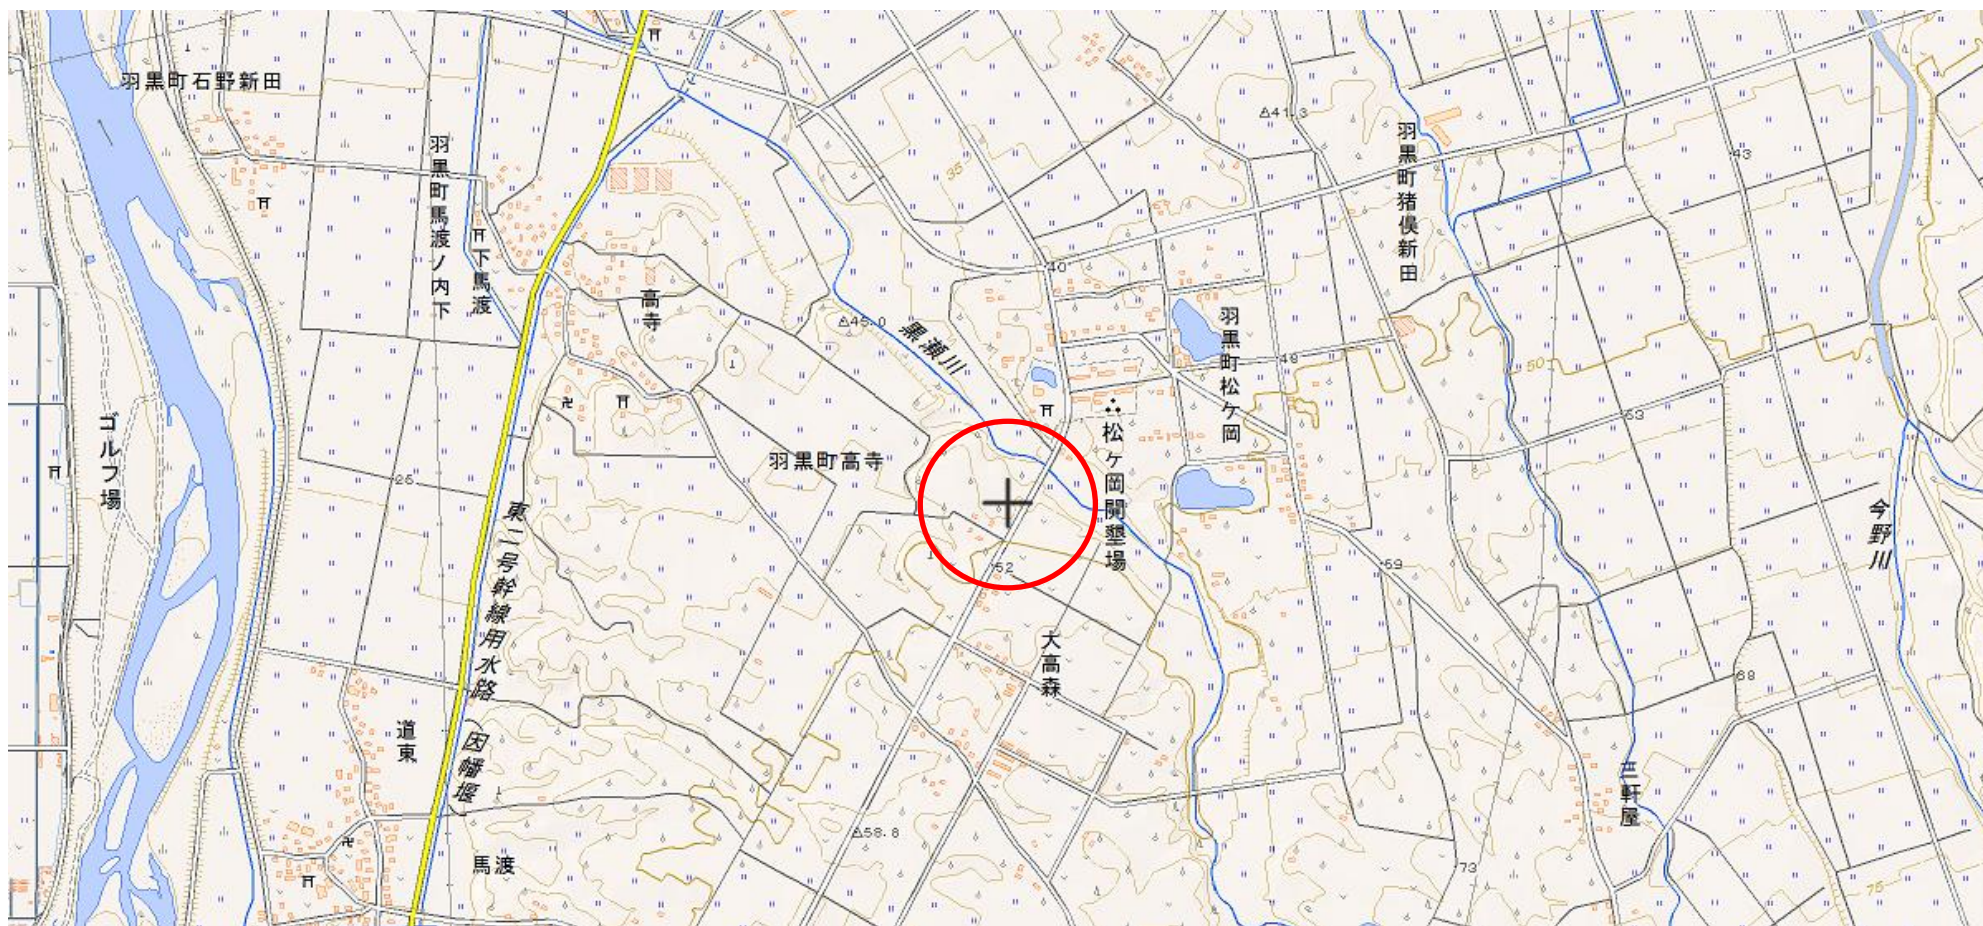 羽黒町石野新田
羽黒町馬渡ノ内下
下馬渡
高寺
35
40
45.0
黒瀬川
41.3
羽黒町猪俣新田
43
羽黒町松ケ岡
48
50
53
松ケ岡開墾場
羽黒町高寺
25
ゴルフ場
東二号幹線用水路
52
59
今野川
大高森
68
道東
因幡堰
馬渡
58.8
三軒屋
73
75